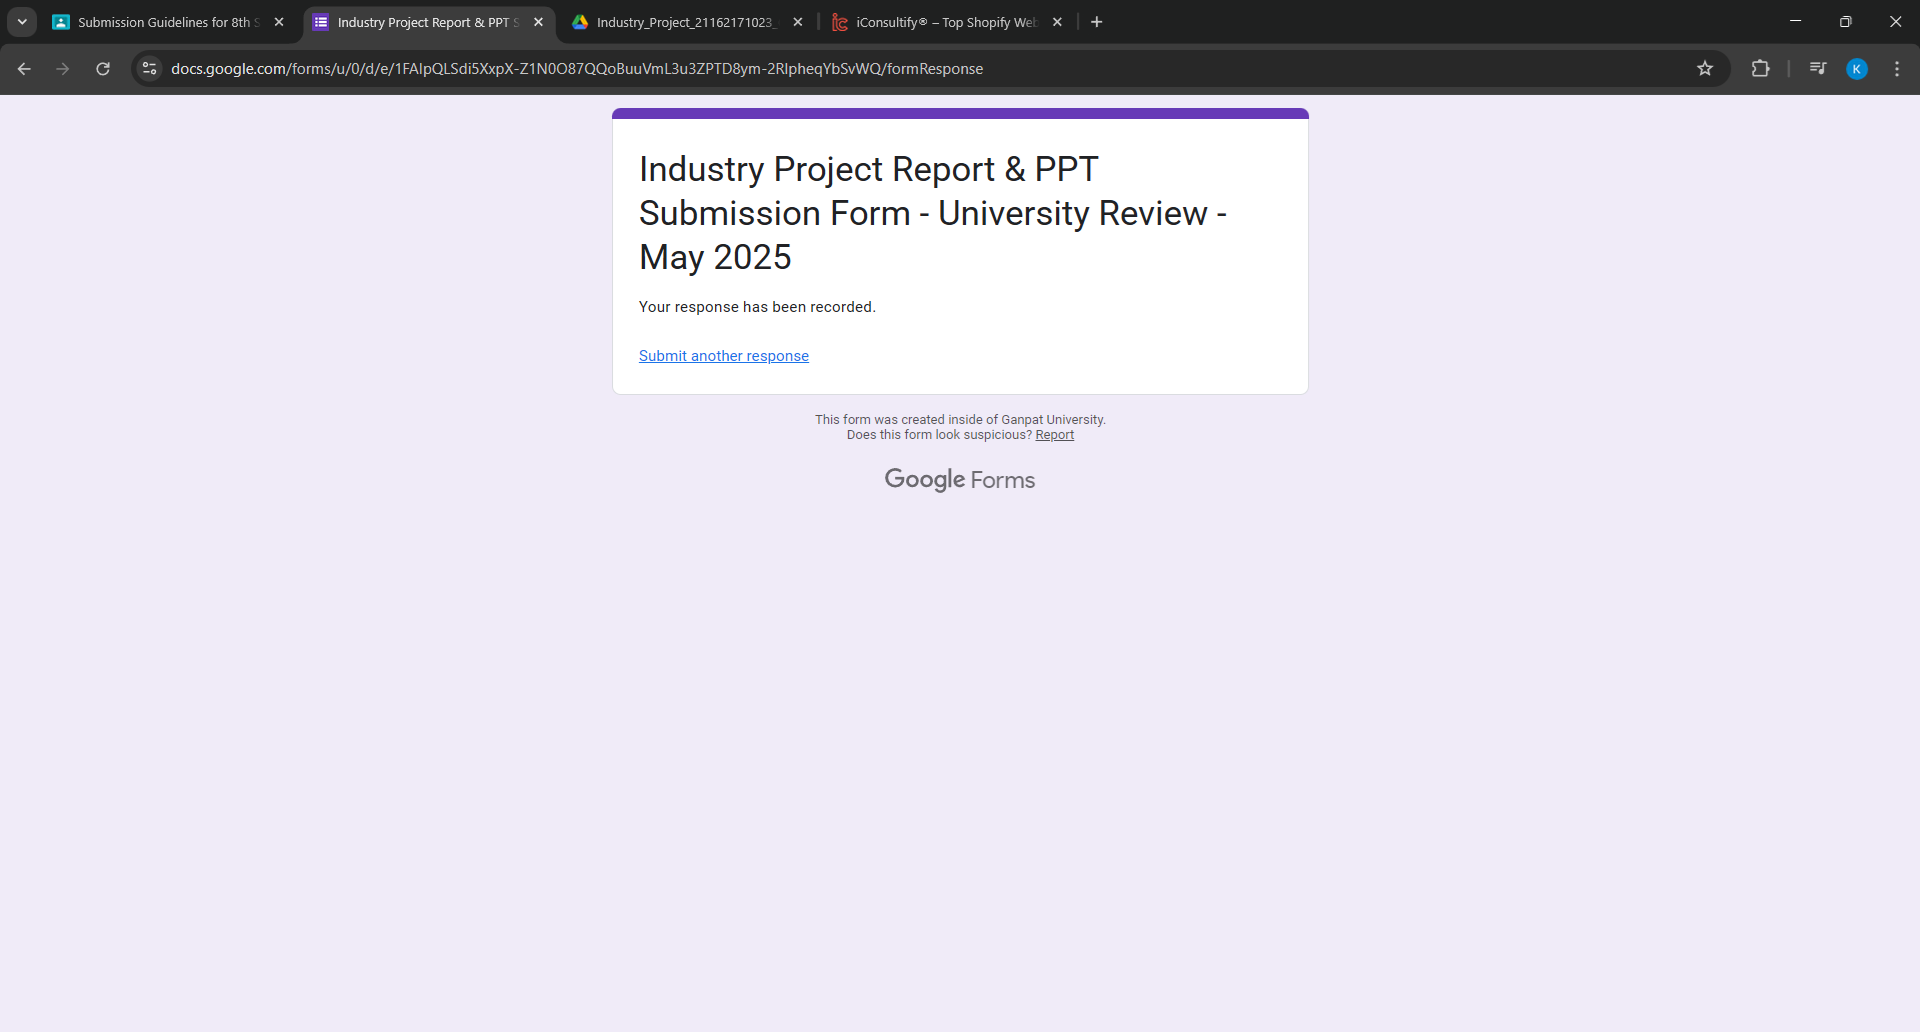 Submission Guidelines for 8th S
Industry Project Report & PPT S
Industry_Project_21162171023_
iConsultify® – Top Shopify Web
docs.google.com/forms/u/0/d/e/1FAIpQLSdi5XxpX-Z1N0O87QQoBuuVmL3u3ZPTD8ym-2RlpheqYbSvWQ/formResponse
K
Industry Project Report & PPT
Submission Form - University Review -
May 2025
Your response has been recorded.
Submit another response
This form was created inside of Ganpat University.
Does this form look suspicious? Report
Google Forms